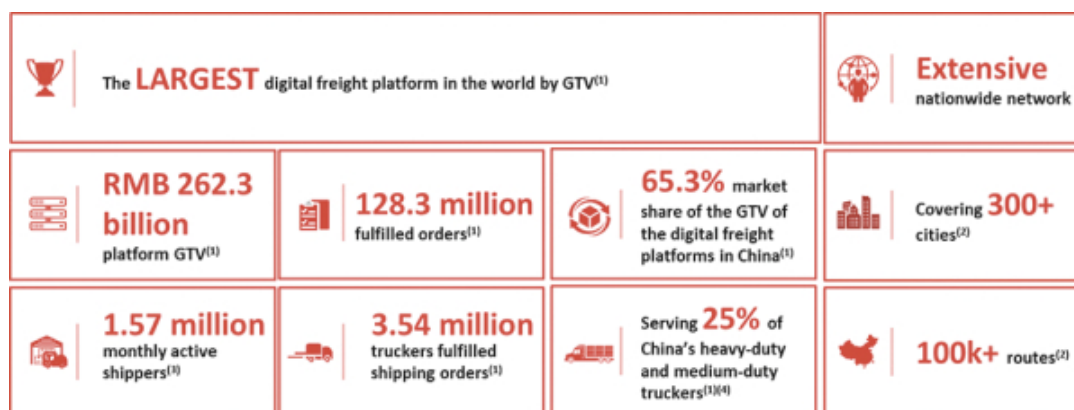 The LARGEST digital freight platform in the world by GTV(1)
Extensive
nationwide network
RMB 262.3
billion
platform GTV(1)
128.3 million
fulfilled orders(1)
65.3% market
share of the GTV of
the digital freight
platforms in China(1)
Covering 300+
cities(2)
1.57 million
monthly active
shippers(3)
3.54 million
truckers fulfilled
shipping orders(1)
Serving 25% of
China's heavy-duty
and medium-duty
truckers(1)(4)
100k+ routes(2)